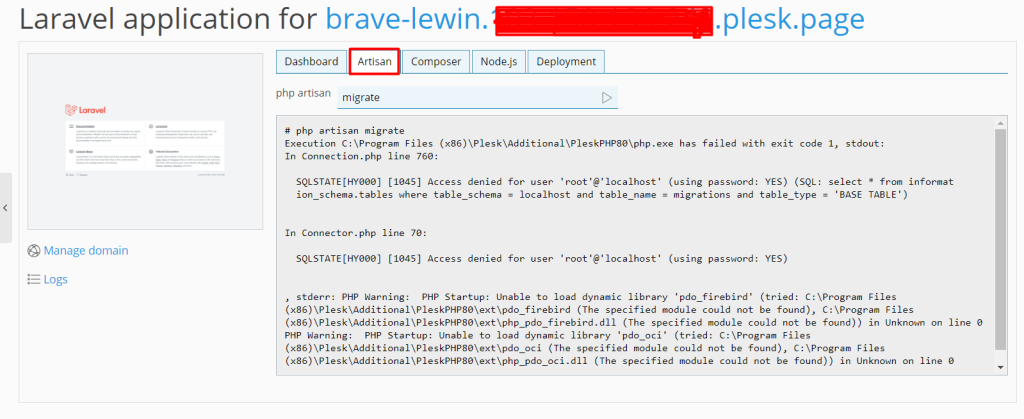 Laravel application for brave-lewin. .plesk.page
Dashboard Artisan Composer Node.js Deployment
php artisan migrate
Laravel
# php artisan migrate
Execution C:\Program Files (x86)\Plesk\Additional\PleskPHP80\php.exe has failed with exit code 1, stdout:
In Connection.php line 760:
SQLSTATE[HY000] [1045] Access denied for user 'root'@'localhost' (using password: YES) (SQL: select * from informat
ion_schema.tables where table_schema = localhost and table_name = migrations and table_type = 'BASE TABLE')
In Connector.php line 70:
SQLSTATE[HY000] [1045] Access denied for user 'root'@'localhost' (using password: YES)
, stderr: PHP Warning:  PHP Startup: Unable to load dynamic library 'pdo_firebird' (tried: C:\Program Files
(x86)\Plesk\Additional\PleskPHP80\ext\pdo_firebird (The specified module could not be found), C:\Program Files
(x86)\Plesk\Additional\PleskPHP80\ext\php_pdo_firebird.dll (The specified module could not be found)) in Unknown on line 0
PHP Warning:  PHP Startup: Unable to load dynamic library 'pdo_oci' (tried: C:\Program Files
(x86)\Plesk\Additional\PleskPHP80\ext\pdo_oci (The specified module could not be found), C:\Program Files
(x86)\Plesk\Additional\PleskPHP80\ext\php_pdo_oci.dll (The specified module could not be found)) in Unknown on line 0
Manage domain
Logs